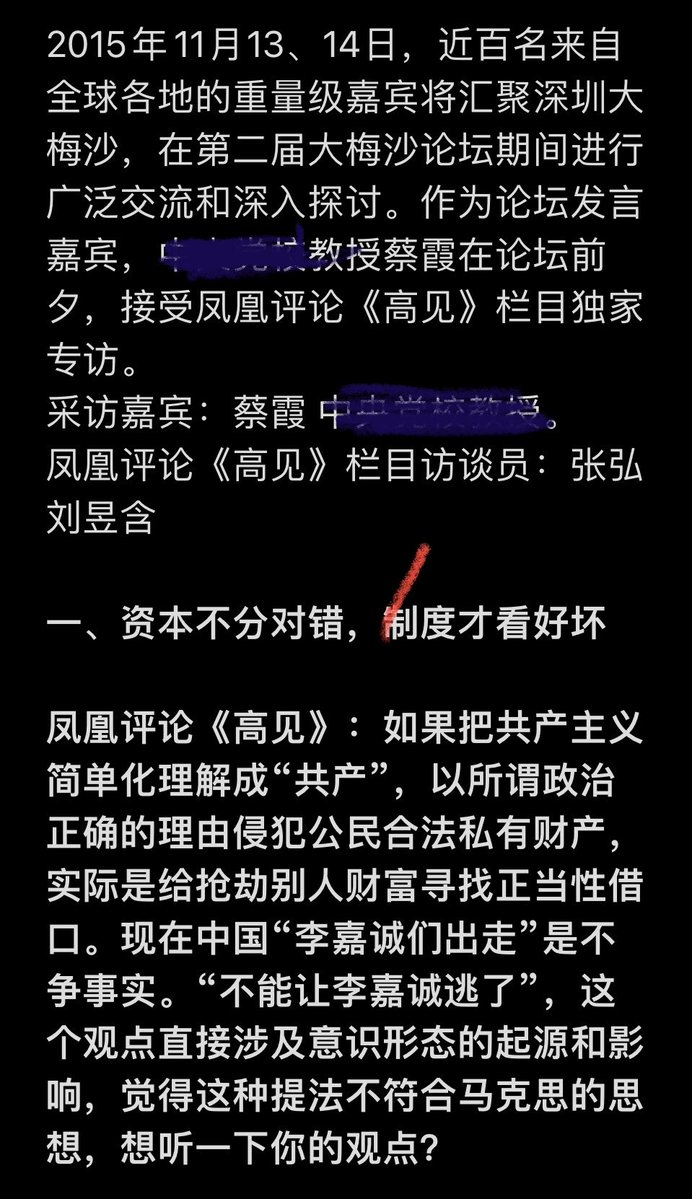 2015年11月13、14日，近百名来自
全球各地的重量级嘉宾将汇聚深圳大
梅沙，在第二届大梅沙论坛期间进行
广泛交流和深入探讨。作为论坛发言
嘉宾，中央党校教授蔡霞在论坛前
夕，接受凤凰评论《高见》栏目独家
专访。
采访嘉宾：蔡霞 中央党校教授。
凤凰评论《高见》栏目访谈员：张弘
刘昱含
一、资本不分对错，制度才看好坏
凤凰评论《高见》：如果把共产主义
简单化理解成“共产”，以所谓政治
正确的理由侵犯公民合法私有财产，
实际是给抢劫别人财富寻找正当性借
口。现在中国“李嘉诚们出走”是不
争事实。“不能让李嘉诚逃了”，这
个观点直接涉及意识形态的起源和影
响，觉得这种提法不符合马克思的思
想，想听一下你的观点？